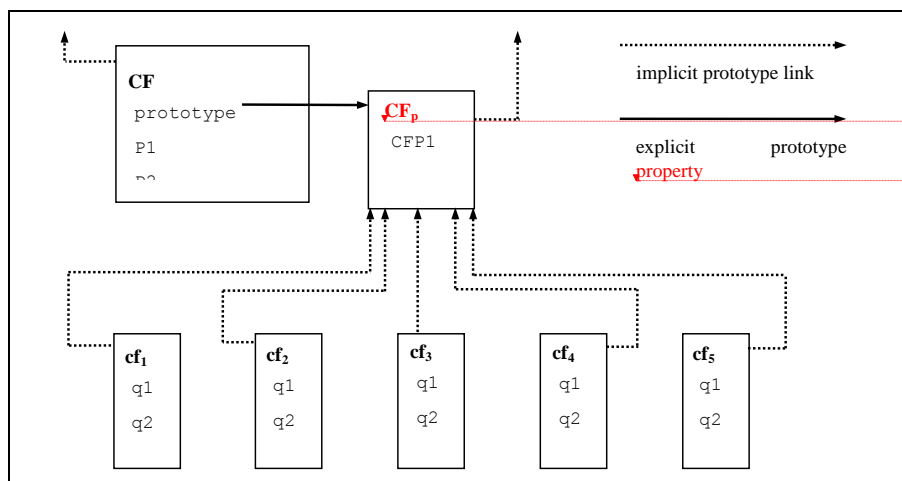 CF
prototype
P1
CFp
CFP1
implicit prototype link
explicit prototype
property
cf1
q1
q2
cf2
q1
q2
cf3
q1
q2
cf4
q1
q2
cf5
q1
q2